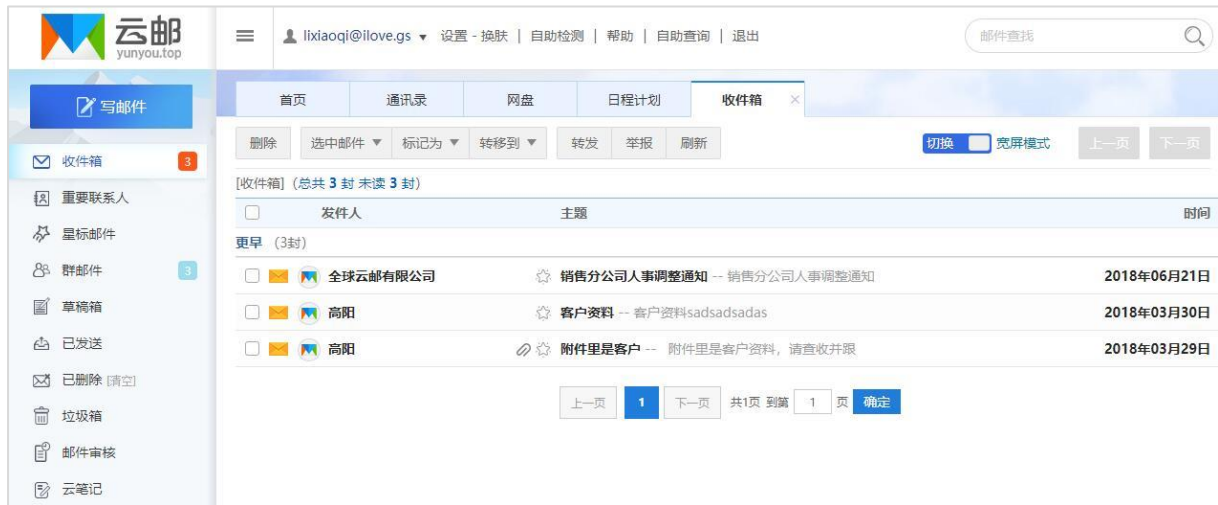 云邮
yunyou.top
lixiaoqi@ilove.gs 设置 - 换肤 | 自助检测 | 帮助 | 自助查询 | 退出
邮件查找
写邮件
收件箱 3
重要联系人
星标邮件
群邮件 3
草稿箱
已发送
已删除 [清空]
垃圾箱
邮件审核
云笔记
首页 通讯录 网盘 日程计划 收件箱 ×
删除 选中邮件 标记为 转移到 转发 举报 刷新 切换 宽屏模式 上一页 下一页
[收件箱] (总共 3 封 未读 3 封)
发件人 主题 时间
更早 (3封)
全球云邮有限公司 销售分公司人事调整通知 -- 销售分公司人事调整通知 2018年06月21日
高阳 客户资料 -- 客户资料sadsadsadas 2018年03月30日
高阳 附件里是客户 -- 附件里是客户资料，请查收并跟 2018年03月29日
上一页 1 下一页 共1页 到第 1 页 确定